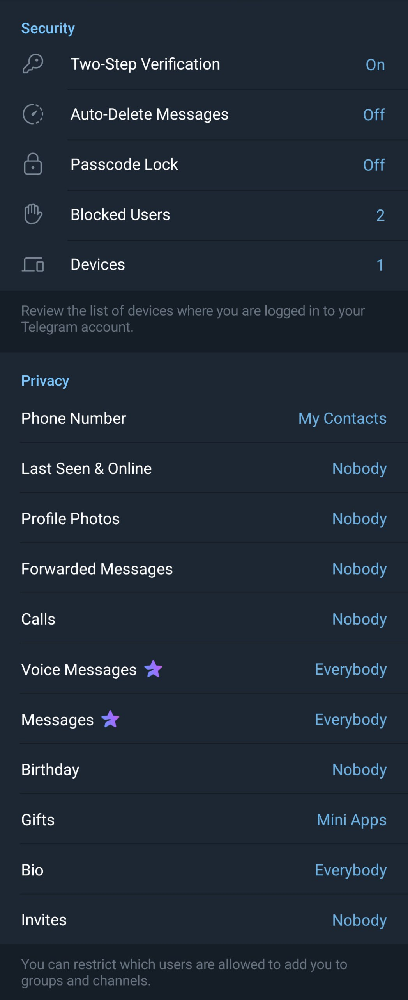 Security
Two-Step Verification On
Auto-Delete Messages Off
Passcode Lock Off
Blocked Users 2
Devices 1
Review the list of devices where you are logged in to your
Telegram account.
Privacy
Phone Number My Contacts
Last Seen & Online Nobody
Profile Photos Nobody
Forwarded Messages Nobody
Calls Nobody
Voice Messages Everybody
Messages Everybody
Birthday Nobody
Gifts Mini Apps
Bio Everybody
Invites Nobody
You can restrict which users are allowed to add you to
groups and channels.